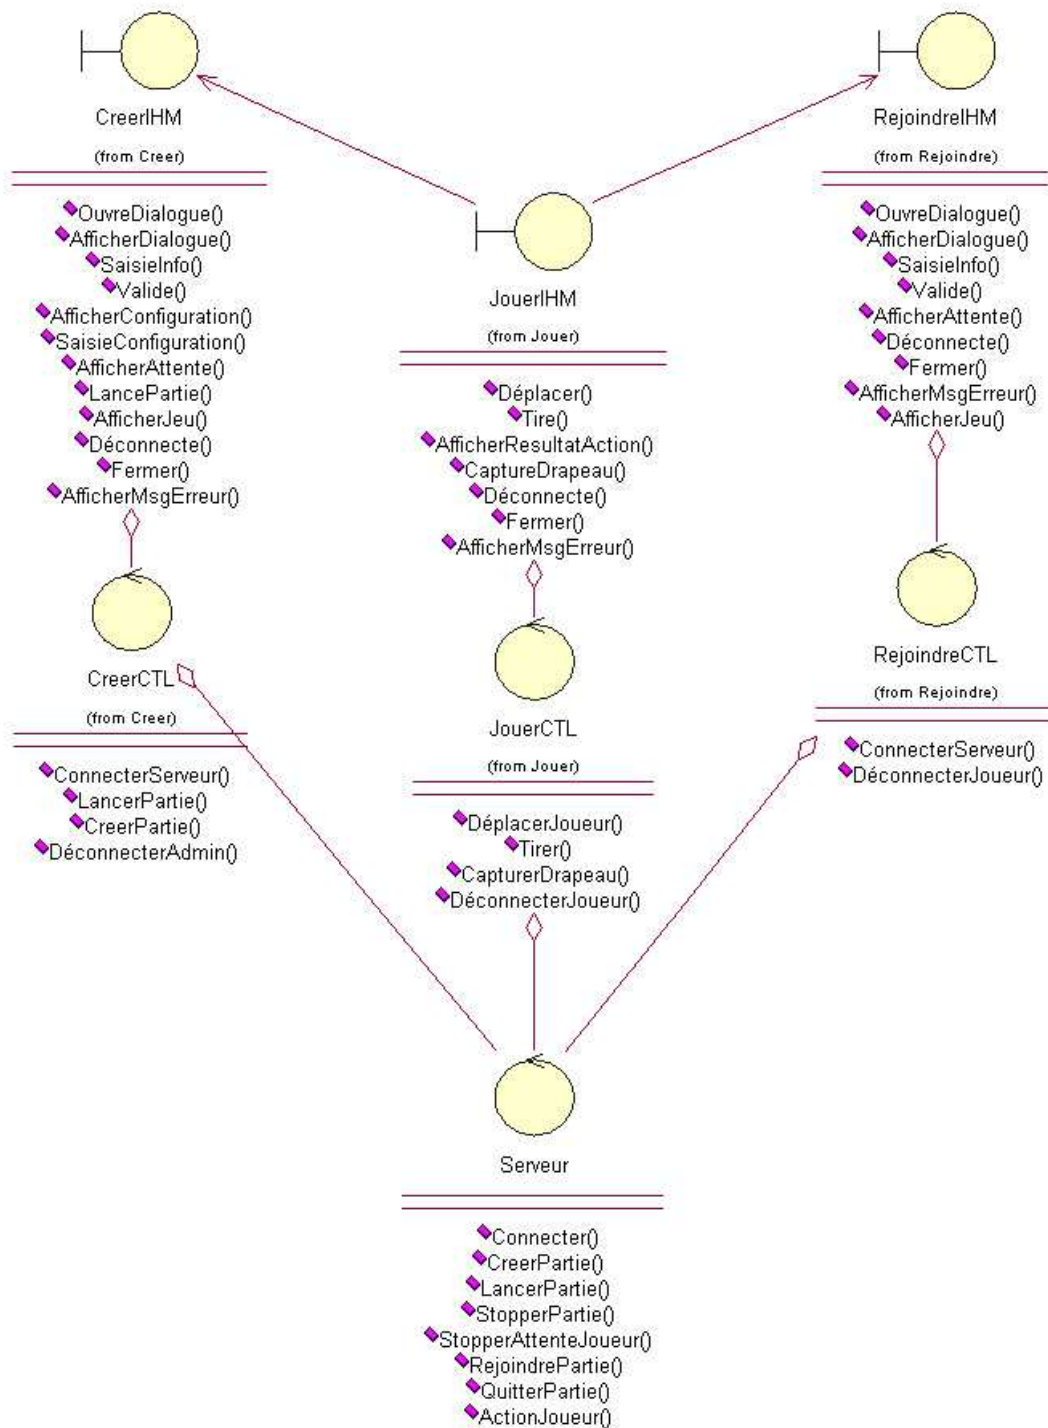 CreerIHM
(from Creer)
OuvreDialogue()
AfficherDialogue()
SaisieInfo()
Valide()
AfficherConfiguration()
SaisieConfiguration()
AfficherAttente()
LancePartie()
AfficherJeu()
Déconnecte()
Fermer()
AfficherMsgErreur()
JouerIHM
(from Jouer)
Déplacer()
Tire()
AfficherResultatAction()
CaptureDrapeau()
Déconnecte()
Fermer()
AfficherMsgErreur()
RejoindreIHM
(from Rejoindre)
OuvreDialogue()
AfficherDialogue()
SaisieInfo()
Valide()
AfficherAttente()
Déconnecte()
Fermer()
AfficherMsgErreur()
AfficherJeu()
CreerCTL
(from Creer)
ConnecterServeur()
LancerPartie()
CreerPartie()
DéconnecterAdmin()
JouerCTL
(from Jouer)
DéplacerJoueur()
Tirer()
CapturerDrapeau()
DéconnecterJoueur()
RejoindreCTL
(from Rejoindre)
ConnecterServeur()
DéconnecterJoueur()
Serveur
Connecter()
CreerPartie()
LancerPartie()
StopperPartie()
StopperAttenteJoueur()
RejoindrePartie()
QuitterPartie()
ActionJoueur()